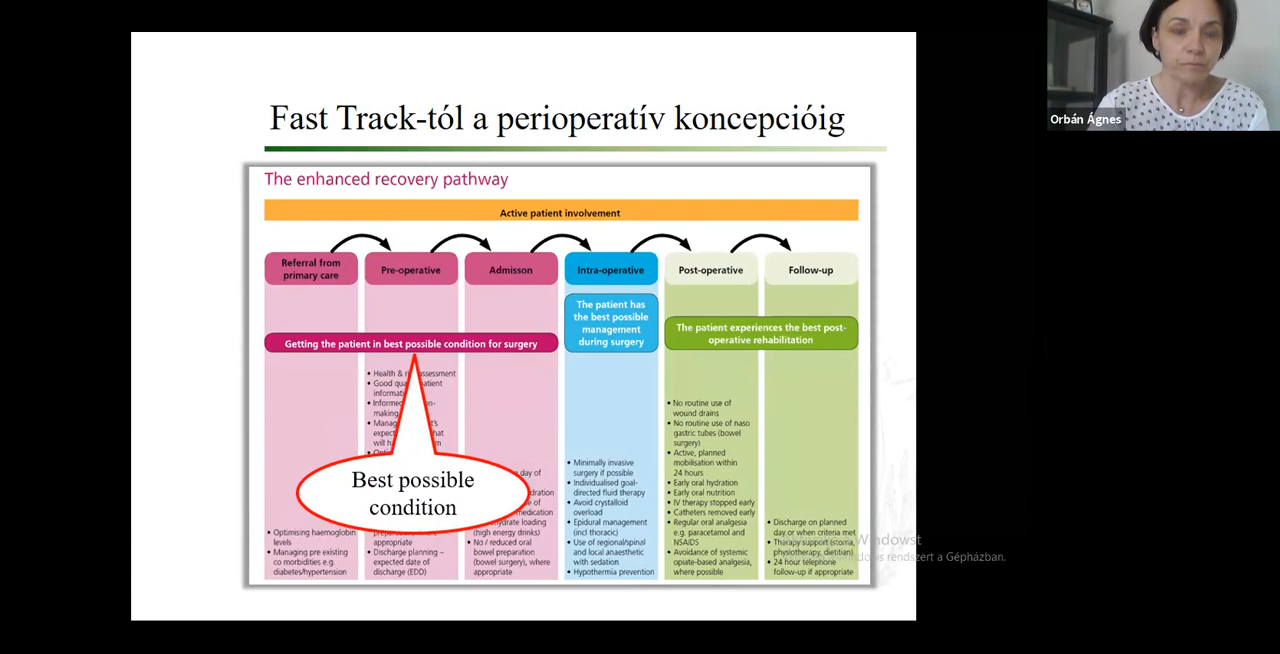 Fast Track-tól a perioperatív koncepcióig
The enhanced recovery pathway
Active patient involvement
Referral from
primary care
Pre-operative
Admisson
Intra-operative
Post-operative
Follow-up
Getting the patient in best possible condition for surgery
The patient has
the best possible
management
during surgery
The patient experiences the best post-
operative rehabilitation
• Optimising haemoglobin
levels
• Managing pre existing
co morbidities e.g.
diabetes/hypertension
• Health &
• Good
• 
will
appropriate
• Discharge planning –
expected date of
discharge (EDD)
Best possible
condition
day of
of
medication
loading
(high energy drinks)
• No / reduced oral
bowel preparation
(bowel surgery), where
appropriate
• Minimally invasive
surgery if possible
• Individualised goal-
directed fluid therapy
• Avoid crystalloid
overload
• Epidural management
(incl thoracic)
• Use of regional/spinal
and local anaesthetic
with sedation
• Hypothermia prevention
• No routine use of
wound drains
• No routine use of naso
gastric tubes (bowel
surgery)
• Active, planned
mobilisation within
24 hours
• Early oral hydration
• Early oral nutrition
• IV therapy stopped early
• Catheters removed early
• Regular oral analgesia
e.g. paracetamol and
NSAIDS
• Avoidance of systemic
opiate-based analgesia,
where possible
• Discharge on planned
day or when criteria met
• Therapy support (stoma,
physiotherapy, dietitian)
• 24 hour telephone
follow-up if appropriate
Windowst
rendszert a Gépházban.
Orbán Ágnes